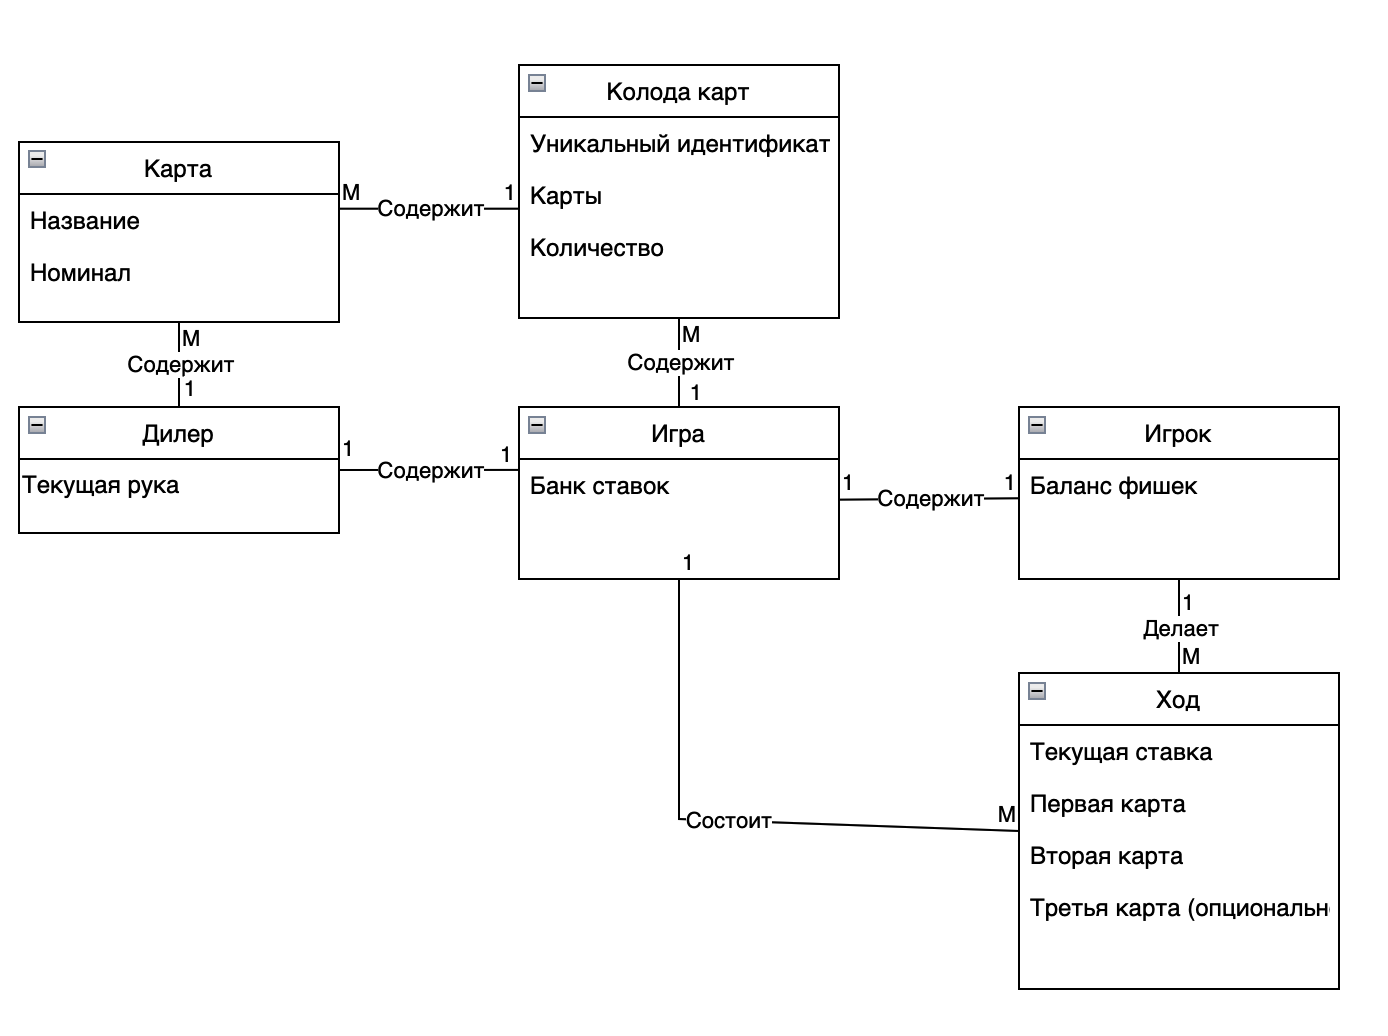 Колода карт
Уникальный идентификат
Карты
Количество
Карта
Название
Номинал
М
Содержит
1
М
Содержит
1
М
Содержит
1
Дилер
Текущая рука
1
Содержит
1
Игра
Банк ставок
1
1
Содержит
1
Игрок
Баланс фишек
1
Делает
М
Ход
Текущая ставка
Первая карта
Вторая карта
Третья карта (опциональн
Состоит
М